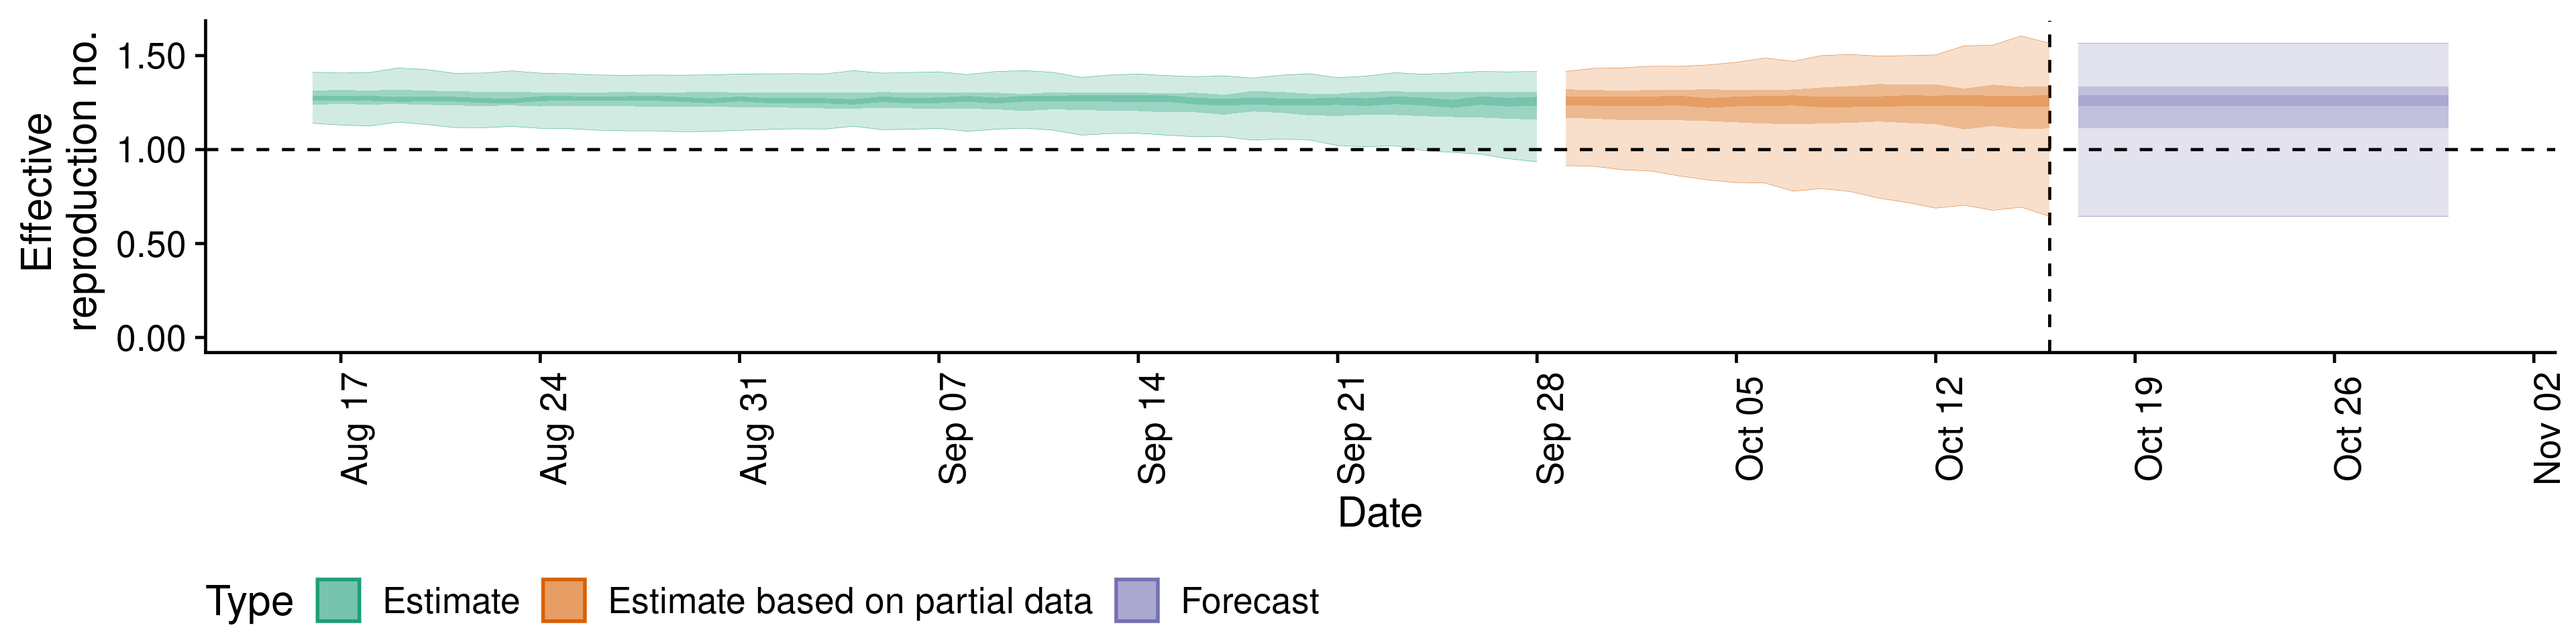 Effective
reproduction no.
1.50
1.00
0.50
0.00
Aug 17
Aug 24
Aug 31
Sep 07
Sep 14
Sep 21
Sep 28
Oct 05
Oct 12
Oct 19
Oct 26
Nov 02
Date
Type Estimate Estimate based on partial data Forecast